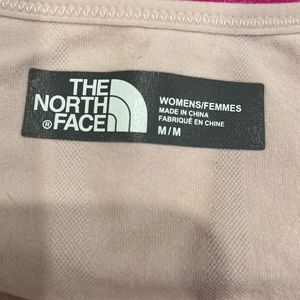 THE
NORTH
FACE
®
WOMENS/FEMMES
MADE IN CHINA
FABRIQUÉ EN CHINE
M/M